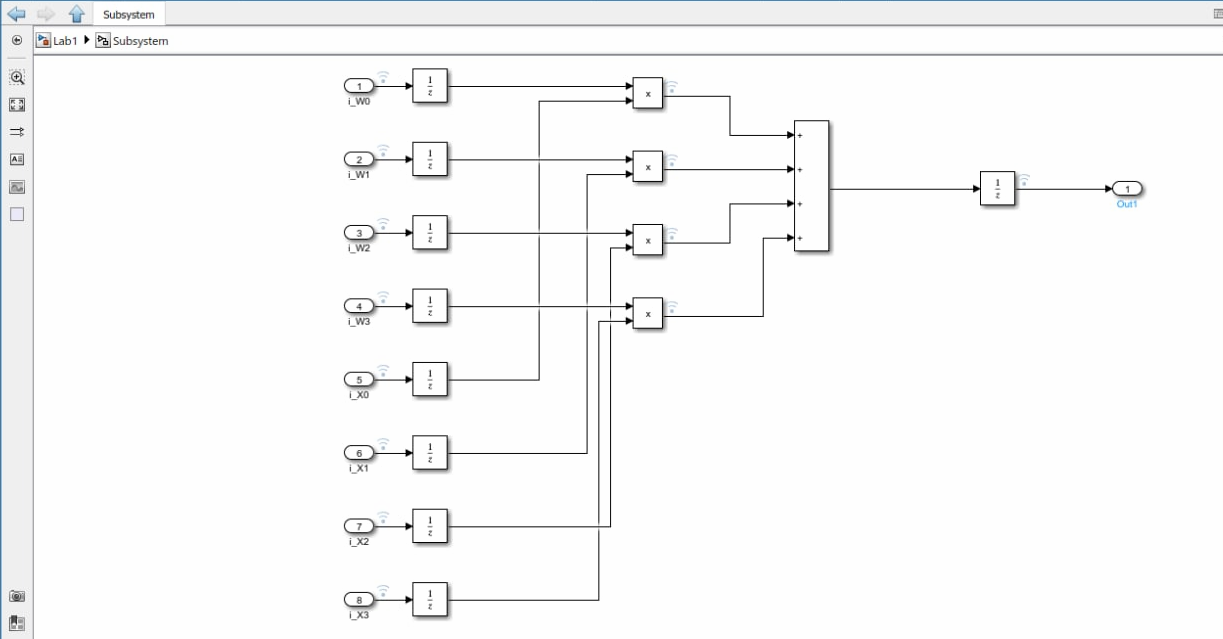 Subsystem
Lab1 Subsystem
1
i_W0
1
z
x
2
i_W1
1
z
x
3
i_W2
1
z
x
4
i_W3
1
z
x
5
i_X0
1
z
6
i_X1
1
z
7
i_X2
1
z
8
i_X3
1
z
+
+
+
+
1
z
1
Out1